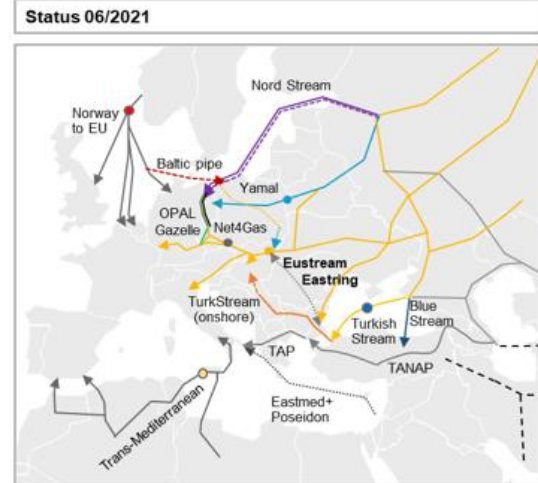 Status 06/2021
Nord Stream
Norway
to EU
Baltic pipe
Yamal
OPAL
Gazelle
Net4Gas
Eustream
Eastring
TurkStream
(onshore)
Turkish
Stream
Blue
Stream
TAP
TANAP
Eastmed+
Poseidon
Trans-Mediterranean